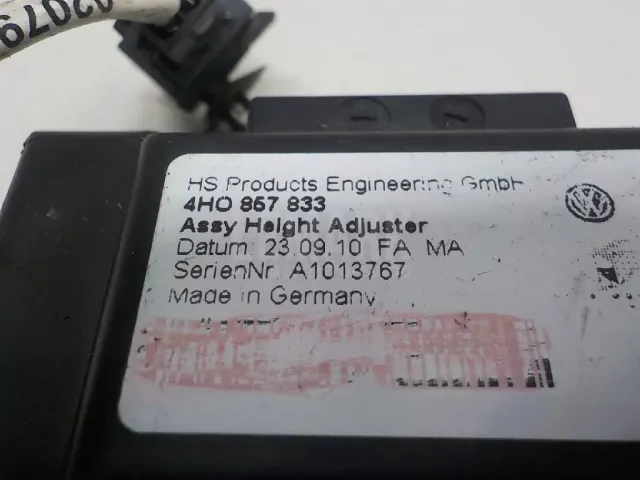 02079
HS Products Engineering GmbH
4H0 857 833
Assy Height Adjuster
Datum: 23.09.10 FA MA
SerienNr. A1013767
Made in Germany